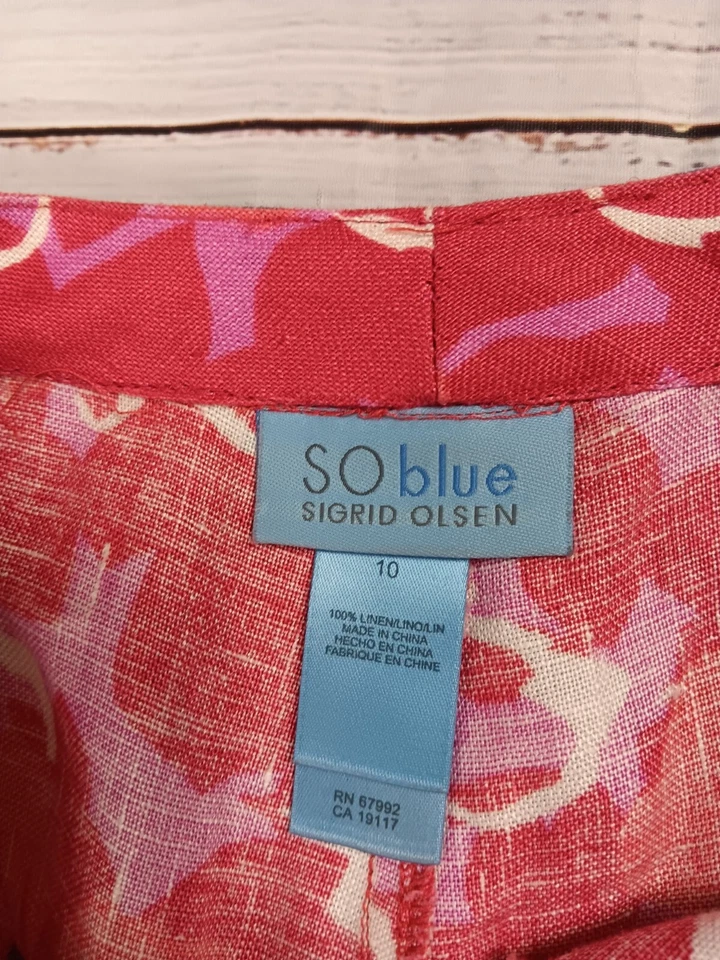 SO blue
SIGRID OLSEN
10
100% LINEN/LINO/LIN
MADE IN CHINA
HECHO EN CHINA
FABRIQUE EN CHINE
RN 67992
CA 19117